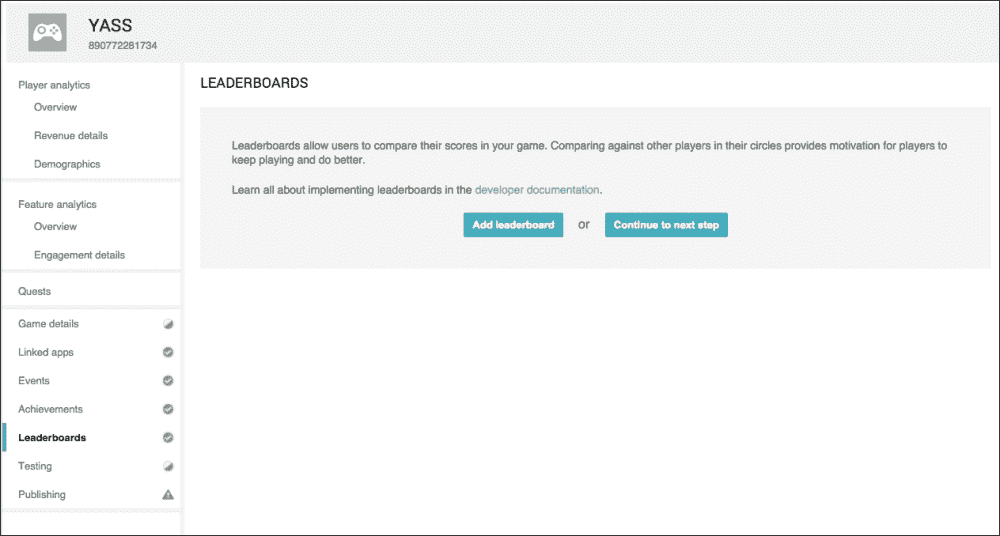 YASS
890772281734
Player analytics
Overview
Revenue details
Demographics
Feature analytics
Overview
Engagement details
Quests
Game details
Linked apps
Events
Achievements
Leaderboards
Testing
Publishing
LEADERBOARDS
Leaderboards allow users to compare their scores in your game. Comparing against other players in their circles provides motivation for players to
keep playing and do better.
Learn all about implementing leaderboards in the developer documentation.
Add leaderboard or Continue to next step